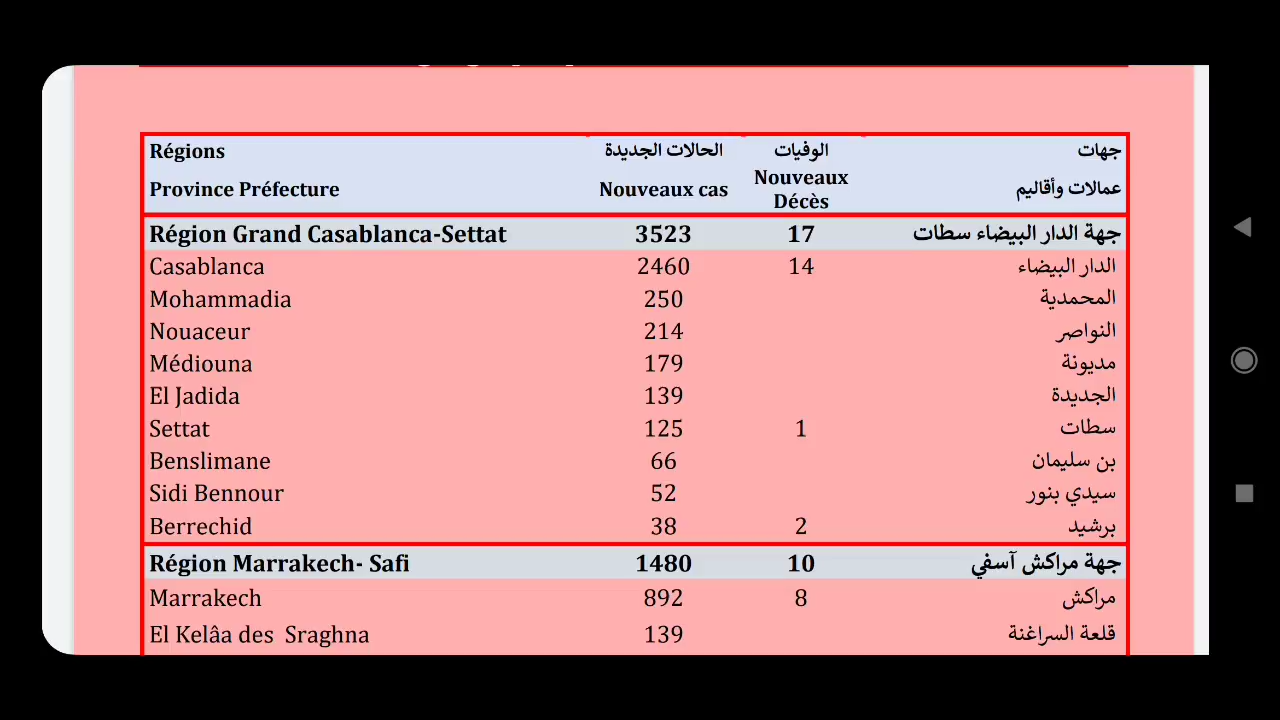 Régions الحالات الجديدة الوفيات جهات
Province Préfecture Nouveaux cas Nouveaux Décès عمالات وأقاليم
Région Grand Casablanca-Settat 3523 17 جهة الدار البيضاء سطات
Casablanca 2460 14 الدار البيضاء
Mohammadia 250 المحمدية
Nouaceur 214 النواصر
Médiouna 179 مديونة
El Jadida 139 الجديدة
Settat 125 1 سطات
Benslimane 66 بن سليمان
Sidi Bennour 52 سيدي بنور
Berrechid 38 2 برشيد
Région Marrakech- Safi 1480 10 جهة مراكش آسفي
Marrakech 892 8 مراكش
El Kelâa des Sraghna 139 قلعة السراغنة